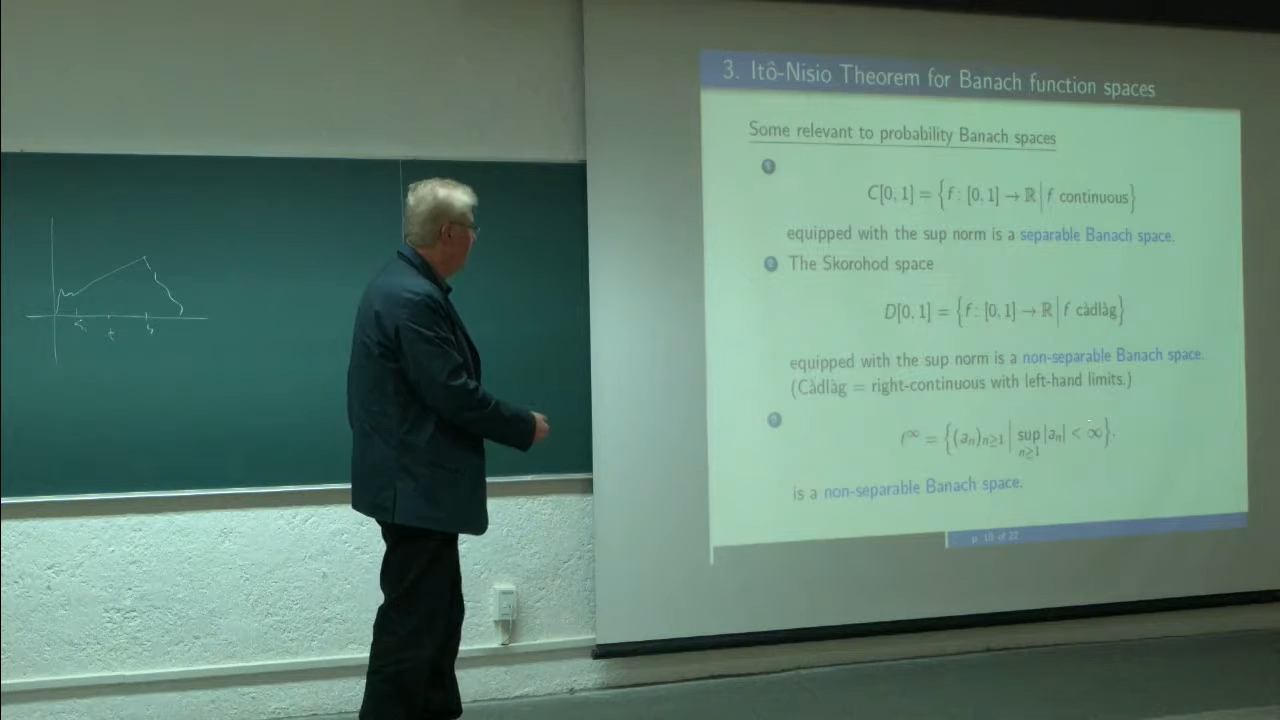 3. Itô-Nisio Theorem for Banach function spaces
Some relevant to probability Banach spaces
1
C[0, 1] = {f : [0, 1] → ℝ | f continuous}
equipped with the sup norm is a separable Banach space.
2 The Skorohod space
D[0, 1] = {f : [0, 1] → ℝ | f càdlàg}
equipped with the sup norm is a non-separable Banach space.
(Càdlàg = right-continuous with left-hand limits.)
3
ℓ^∞ = {(a_n)_{n≥1} | sup_{n≥1} |a_n| < ∞}.
is a non-separable Banach space.
t